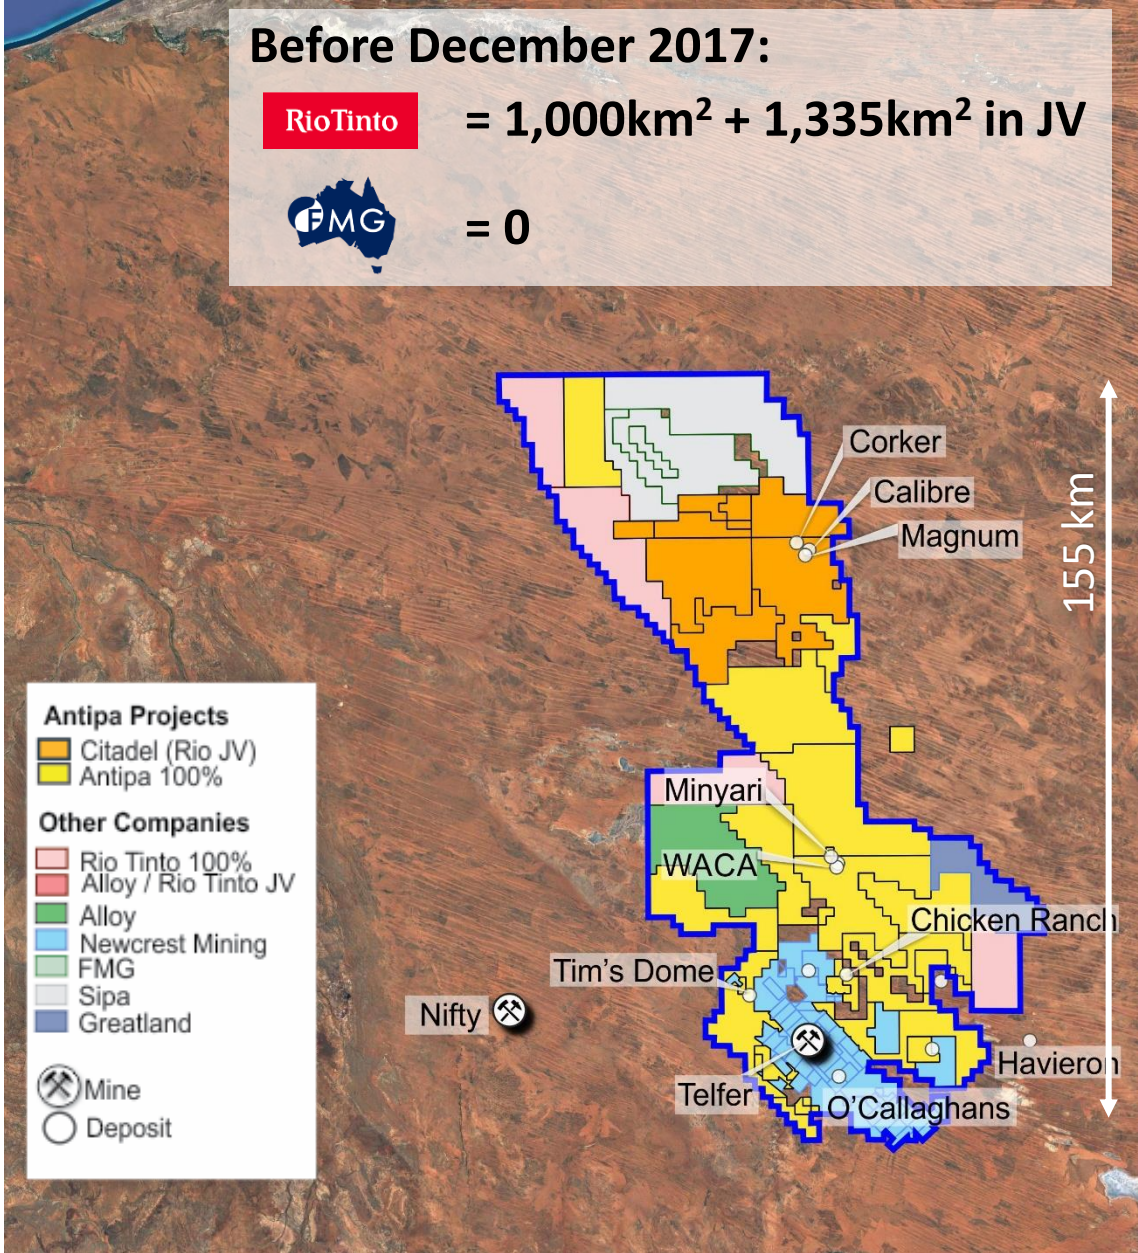 Before December 2017:
RioTinto = 1,000km² + 1,335km² in JV
FMG = 0
Corker
Calibre
Magnum
155 km
Antipa Projects
Citadel (Rio JV)
Antipa 100%
Other Companies
Rio Tinto 100%
Alloy / Rio Tinto JV
Alloy
Newcrest Mining
FMG
Sipa
Greatland
Mine
Deposit
Minyari
WACA
Chicken Ranch
Tim's Dome
Nifty
Havieron
Telfer
O'Callaghans